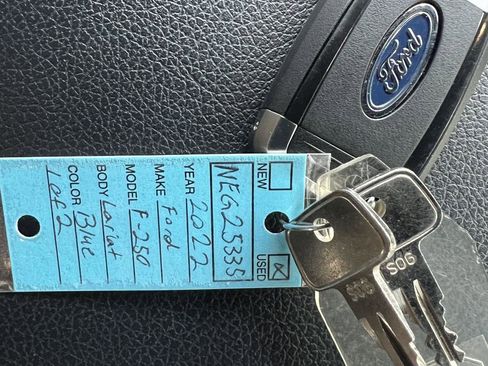 NEW
USED
NEG25335
YEAR 2022
MAKE Ford
MODEL F-250
BODY Lariat
COLOR Blue
1 of 2
Ford
S06
S06